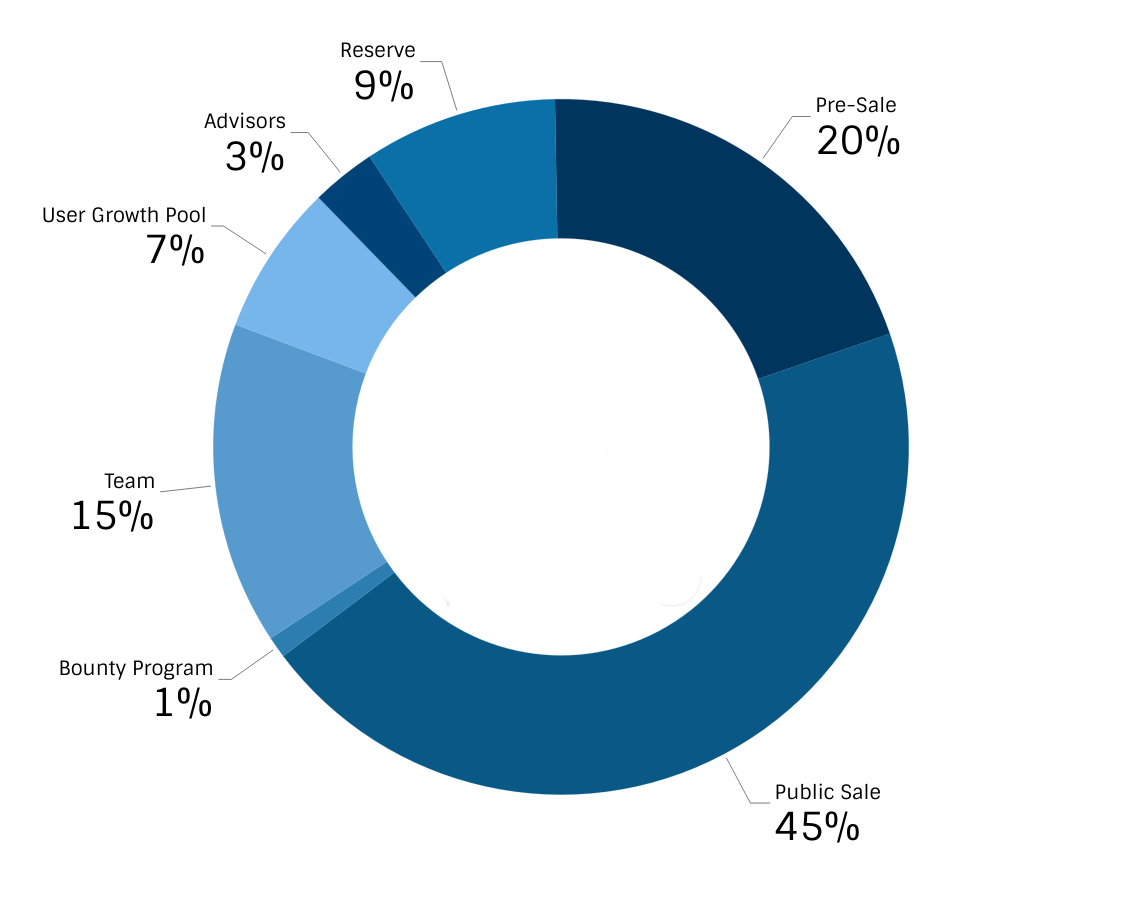 Reserve
9%
Pre-Sale
20%
Advisors
3%
User Growth Pool
7%
Team
15%
Bounty Program
1%
Public Sale
45%